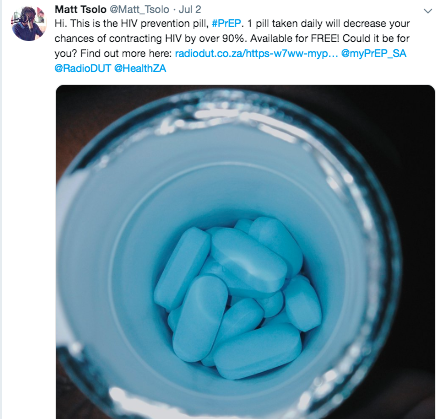 Matt Tsolo @Matt_Tsolo · Jul 2
Hi. This is the HIV prevention pill, #PrEP. 1 pill taken daily will decrease your
chances of contracting HIV by over 90%. Available for FREE! Could it be for
you? Find out more here: radiodut.co.za/https-w7ww-myp... @myPrEP_SA
@RadioDUT @HealthZA